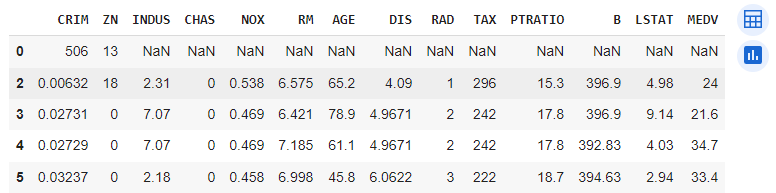 CRIM ZN INDUS CHAS NOX RM AGE DIS RAD TAX PTRATIO B LSTAT MEDV
0 506 13 NaN NaN NaN NaN NaN NaN NaN NaN NaN NaN NaN NaN
2 0.00632 18 2.31 0 0.538 6.575 65.2 4.09 1 296 15.3 396.9 4.98 24
3 0.02731 0 7.07 0 0.469 6.421 78.9 4.9671 2 242 17.8 396.9 9.14 21.6
4 0.02729 0 7.07 0 0.469 7.185 61.1 4.9671 2 242 17.8 392.83 4.03 34.7
5 0.03237 0 2.18 0 0.458 6.998 45.8 6.0622 3 222 18.7 394.63 2.94 33.4